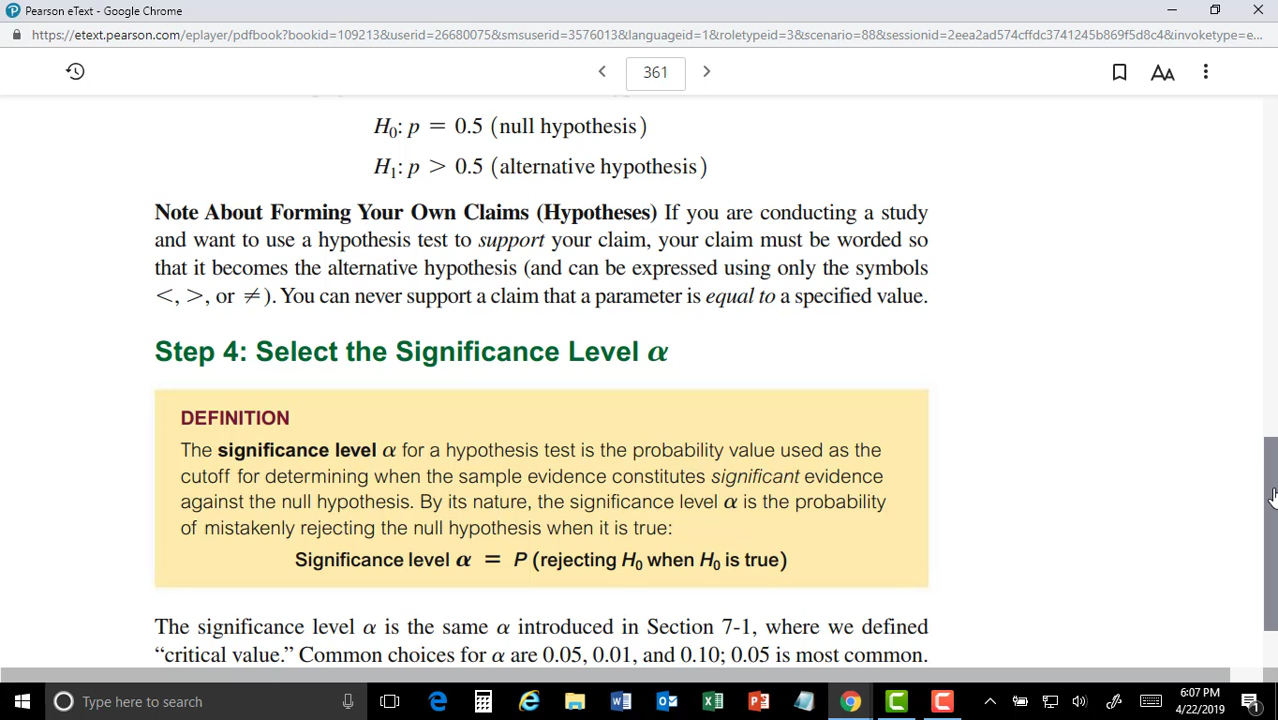 Pearson eText - Google Chrome
https://etext.pearson.com/eplayer/pdfbook?bookid=109213&userid=26680075&smsuserid=3576013&languageid=1&roletypeid=3&scenario=88&sessionid=2eea2ad574cffdc3741245b869f5d8c4&invoketype=e...
361
AA
H₀: p = 0.5 (null hypothesis)
H₁: p > 0.5 (alternative hypothesis)
Note About Forming Your Own Claims (Hypotheses) If you are conducting a study
and want to use a hypothesis test to support your claim, your claim must be worded so
that it becomes the alternative hypothesis (and can be expressed using only the symbols
<, >, or ≠). You can never support a claim that a parameter is equal to a specified value.
Step 4: Select the Significance Level α
DEFINITION
The significance level α for a hypothesis test is the probability value used as the
cutoff for determining when the sample evidence constitutes significant evidence
against the null hypothesis. By its nature, the significance level α is the probability
of mistakenly rejecting the null hypothesis when it is true:
Significance level α = P (rejecting H₀ when H₀ is true)
The significance level α is the same α introduced in Section 7-1, where we defined
“critical value.” Common choices for α are 0.05, 0.01, and 0.10; 0.05 is most common.
Type here to search
6:07 PM
4/22/2019